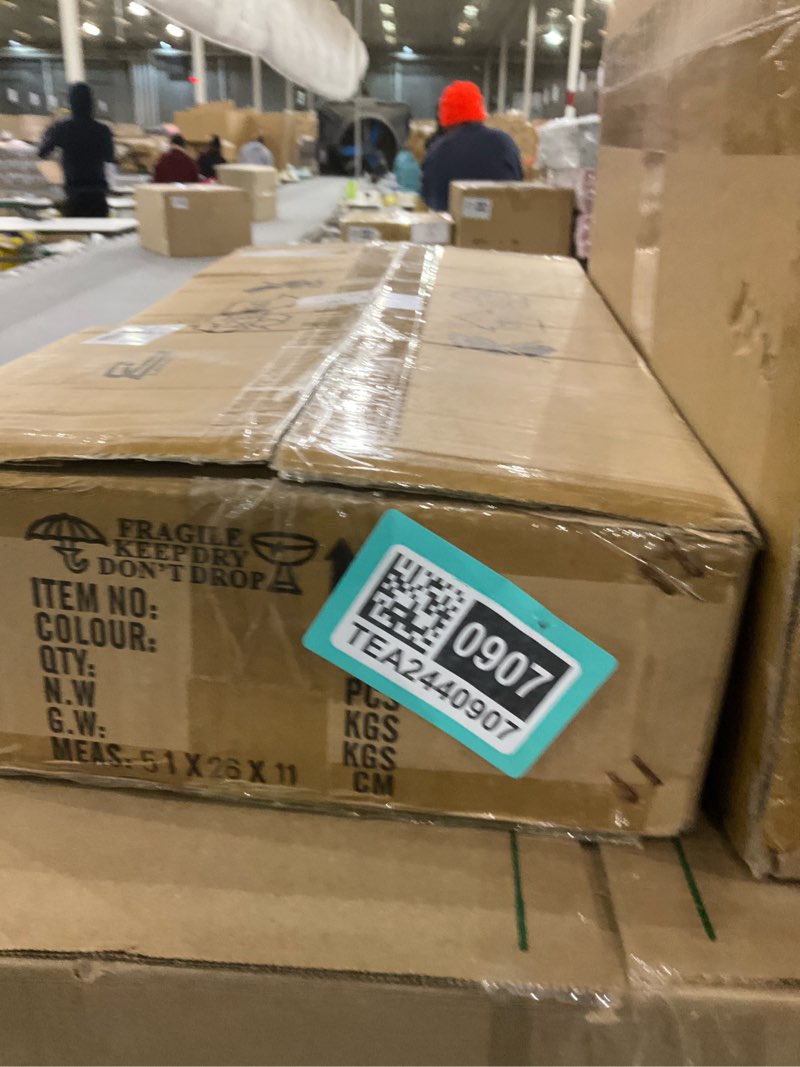 FRAGILE
KEEP DRY
DON'T DROP
ITEM NO:
COLOUR:
QTY:
PCS
N.W
KGS
G.W:
KGS
MEAS: 51 X 26 X 11
CM
0907
TEA2440907